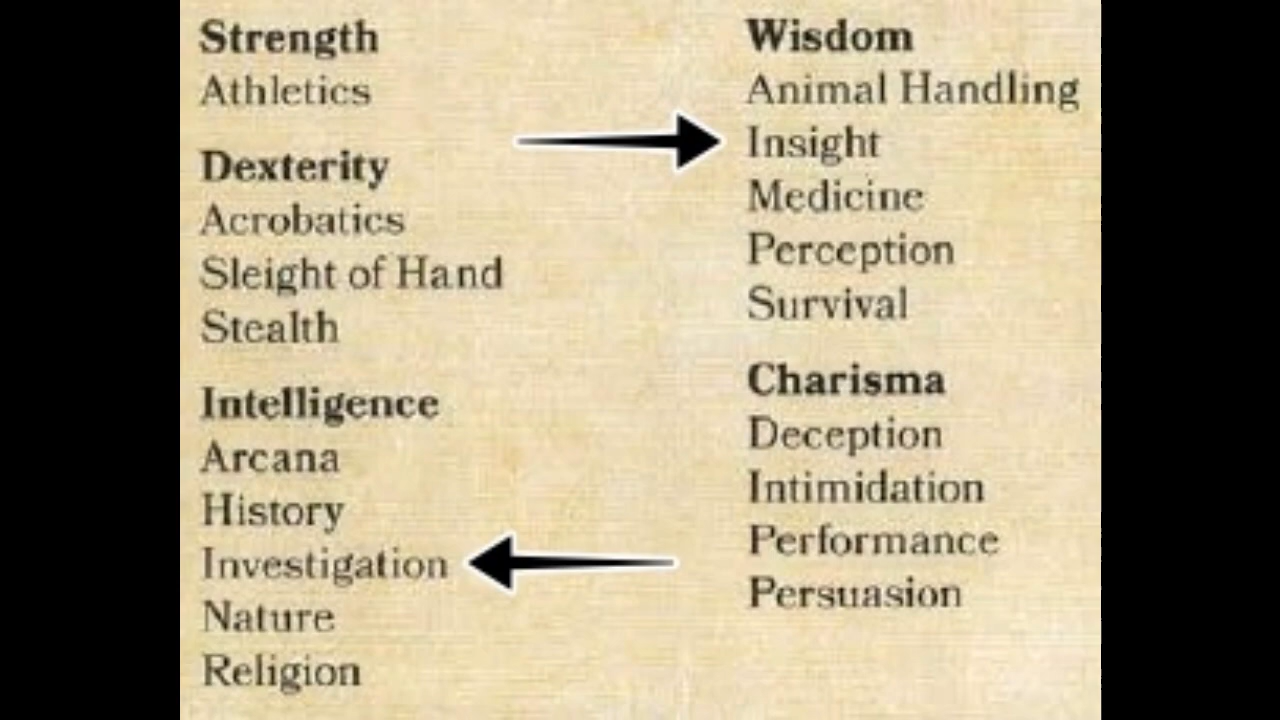 Strength
Athletics
Dexterity
Acrobatics
Sleight of Hand
Stealth
Intelligence
Arcana
History
Investigation
Nature
Religion
Wisdom
Animal Handling
Insight
Medicine
Perception
Survival
Charisma
Deception
Intimidation
Performance
Persuasion